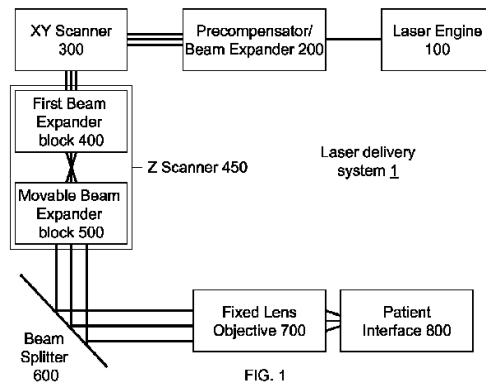 XY Scanner
300
Precompensator/
Beam Expander 200
Laser Engine
100
First Beam
Expander
block 400
Z Scanner 450
Laser delivery
system 1
Movable Beam
Expander
block 500
Beam
Splitter
600
Fixed Lens
Objective 700
Patient
Interface 800
FIG. 1